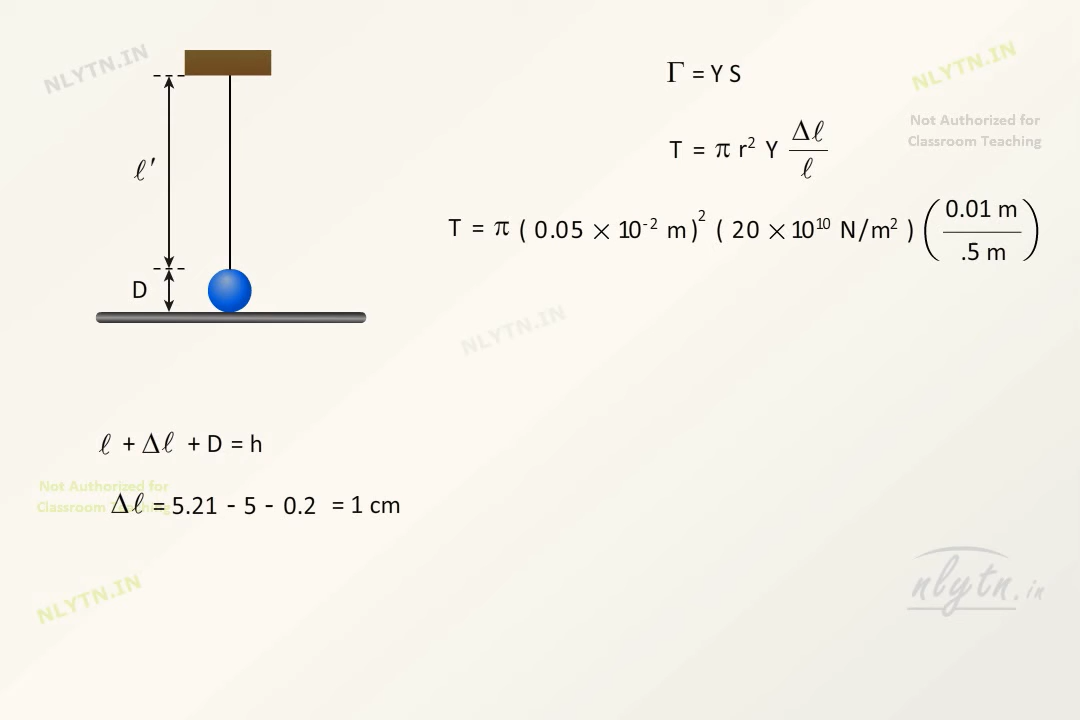 NLYTN.IN
NLYTN.IN
Γ = Y S
Not Authorized for
Classroom Teaching
T = π r² Y Δℓ / ℓ
ℓ′
T = π ( 0.05 × 10⁻² m)² ( 20 × 10¹⁰ N/m² ) ( 0.01 m / .5 m )
D
NLYTN.IN
ℓ + Δℓ + D = h
Not Authorized for
Classroom Teaching
Δℓ = 5.21 - 5 - 0.2 = 1 cm
NLYTN.IN
nlytn.in